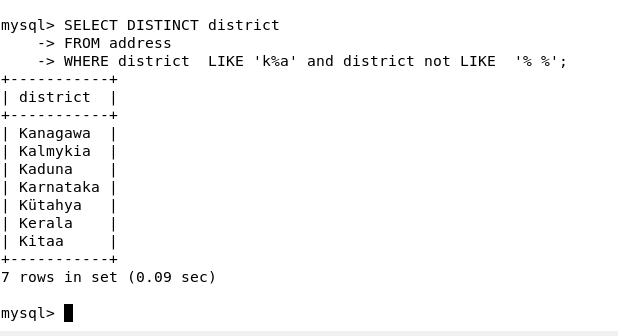 mysql> SELECT DISTINCT district
    -> FROM address
    -> WHERE district  LIKE 'k%a' and district not LIKE  '% %';
+-----------+
| district  |
+-----------+
| Kanagawa  |
| Kalmykia  |
| Kaduna    |
| Karnataka |
| Kütahya   |
| Kerala    |
| Kitaa     |
+-----------+
7 rows in set (0.09 sec)

mysql>